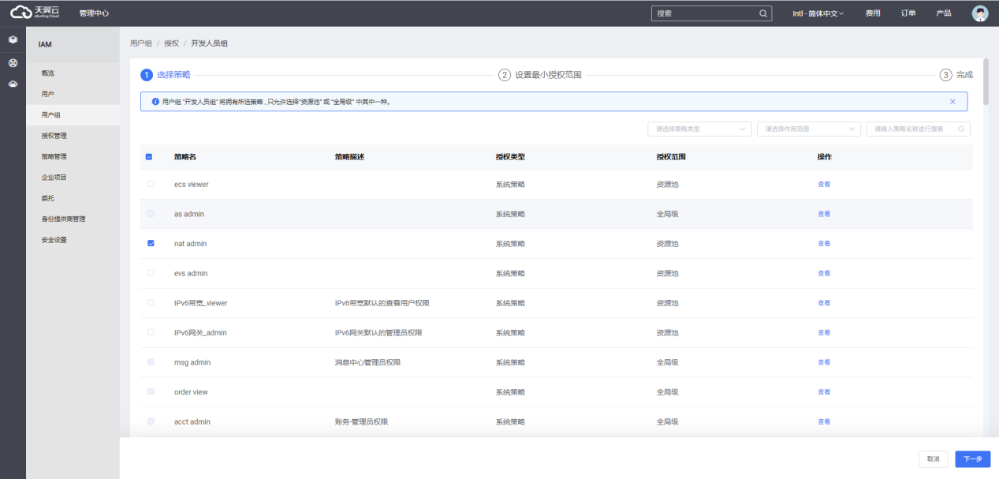 天翼云 管理中心 搜索 Intl - 简体中文 费用 订单 产品
eSurfing Cloud
IAM
概览
用户
用户组
授权管理
策略管理
企业项目
委托
身份提供商管理
安全设置
用户组 / 授权 / 开发人员组
1 选择策略 2 设置最小授权范围 3 完成
用户组 "开发人员组" 将拥有所选策略 , 只允许选择"资源池" 或 "全局级" 中其中一种。
请选择策略类型 请选择作用范围 请输入策略名称进行搜索
策略名 策略描述 授权类型 授权范围 操作
ecs viewer 系统策略 资源池 查看
as admin 系统策略 全局级 查看
nat admin 系统策略 资源池 查看
evs admin 系统策略 资源池 查看
IPv6带宽_viewer IPv6带宽默认的查看用户权限 系统策略 资源池 查看
IPv6网关_admin IPv6网关默认的管理员权限 系统策略 资源池 查看
msg admin 消息中心管理员权限 系统策略 全局级 查看
order view 系统策略 全局级 查看
acct admin 账务-管理员权限 系统策略 全局级 查看
取消 下一步